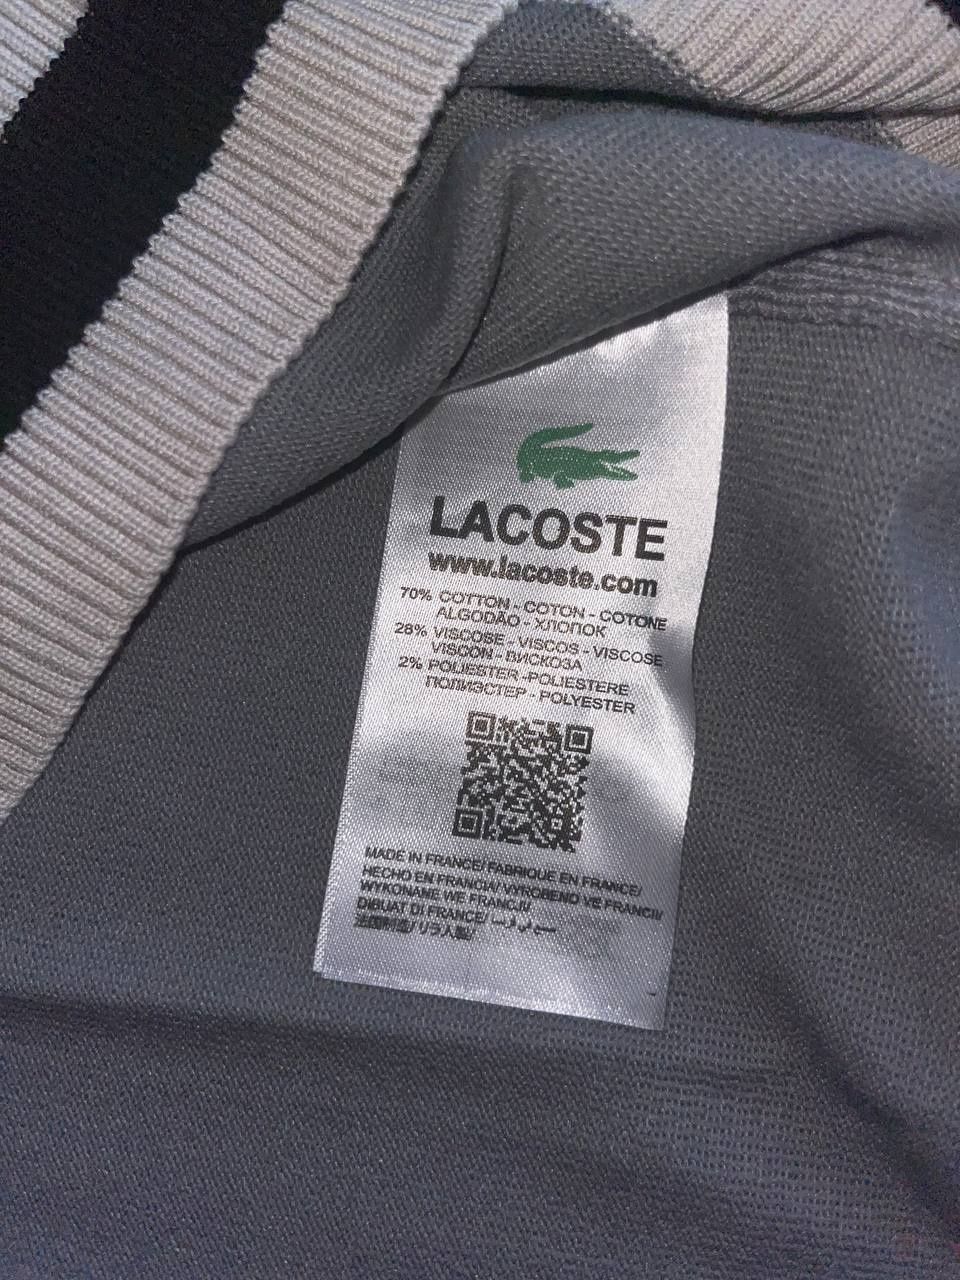 LACOSTE
www.lacoste.com
70% COTTON - COTON - COTONE
ALGODAO - ХЛОПОК
28% VISCOSE - VISCOS - VISCOSE
VISCON - ВИСКОЗА
2% POLIESTER -POLIESTERE
ПОЛИЭСТЕР - POLYESTER
MADE IN FRANCE/ FABRIQUE EN FRANCE/
HECHO EN FRANCIA/ VYROBENO VE FRANCII/
WYKONANE WE FRANCJI/
DIBUAT DI FRANCE/